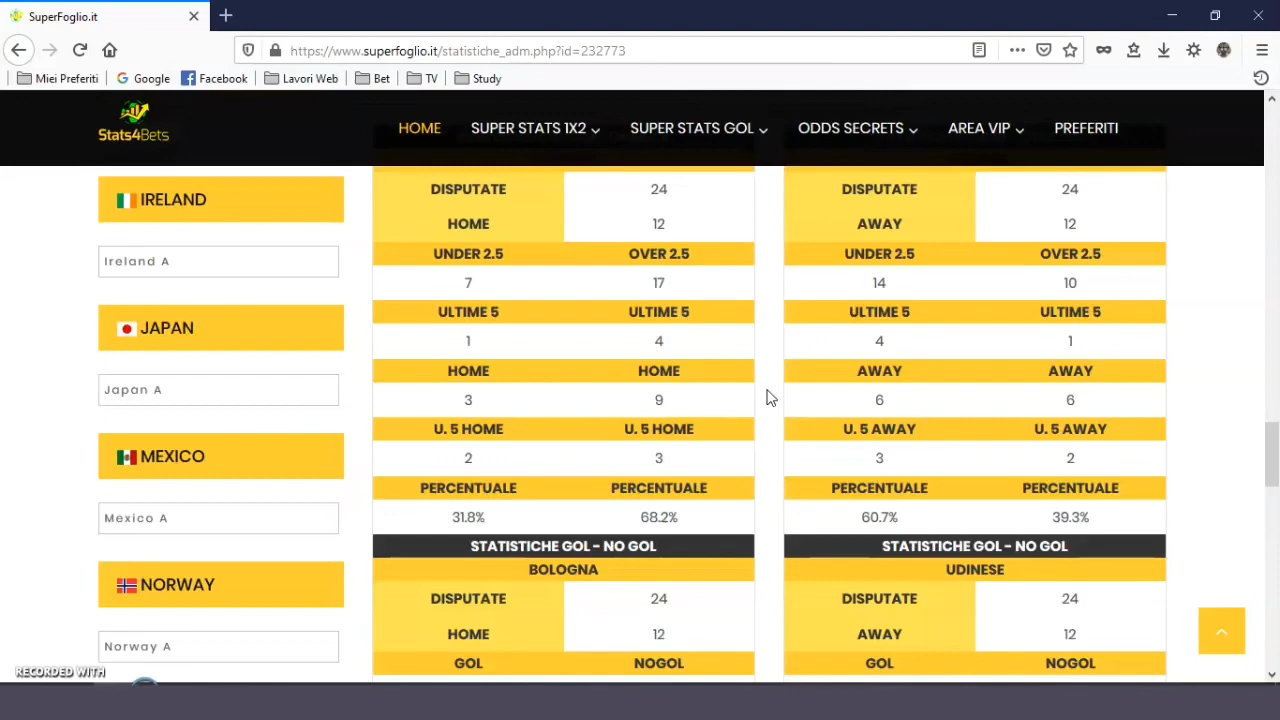 SuperFoglio.it
https://www.superfoglio.it/statistiche_adm.php?id=232773
Miei Preferiti Google Facebook Lavori Web Bet TV Study
Stats4Bets
HOME SUPER STATS 1X2 SUPER STATS GOL ODDS SECRETS AREA VIP PREFERITI
IRELAND
Ireland A
JAPAN
Japan A
MEXICO
Mexico A
NORWAY
Norway A
DISPUTATE 24
HOME 12
UNDER 2.5 OVER 2.5
7 17
ULTIME 5 ULTIME 5
1 4
HOME HOME
3 9
U. 5 HOME U. 5 HOME
2 3
PERCENTUALE PERCENTUALE
31.8% 68.2%
STATISTICHE GOL - NO GOL
BOLOGNA
DISPUTATE 24
HOME 12
GOL NOGOL
DISPUTATE 24
AWAY 12
UNDER 2.5 OVER 2.5
14 10
ULTIME 5 ULTIME 5
4 1
AWAY AWAY
6 6
U. 5 AWAY U. 5 AWAY
3 2
PERCENTUALE PERCENTUALE
60.7% 39.3%
STATISTICHE GOL - NO GOL
UDINESE
DISPUTATE 24
AWAY 12
GOL NOGOL
RECORDED WITH